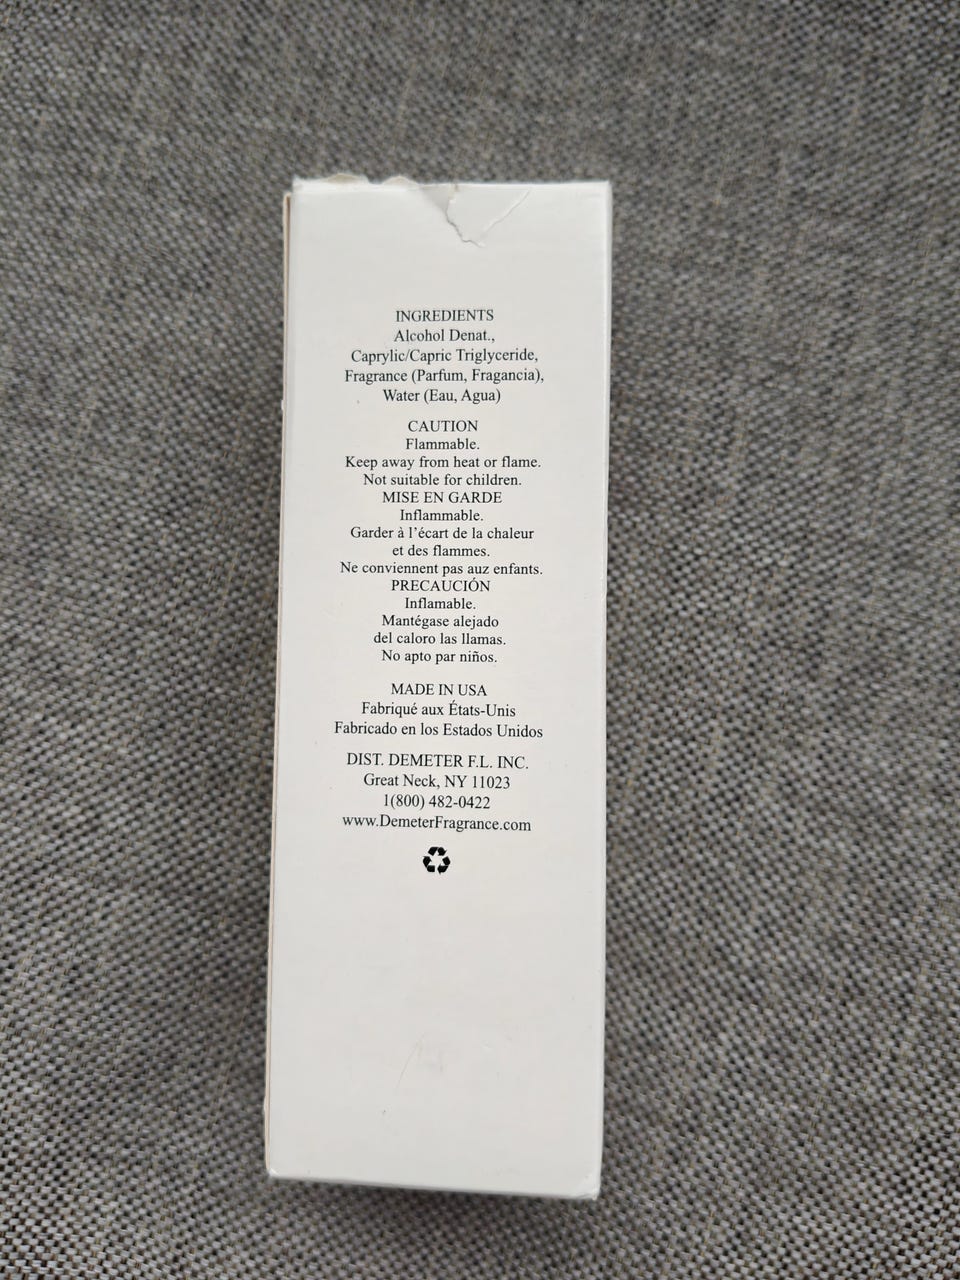 INGREDIENTS
Alcohol Denat.,
Caprylic/Capric Triglyceride,
Fragrance (Parfum, Fragancia),
Water (Eau, Agua)
CAUTION
Flammable.
Keep away from heat or flame.
Not suitable for children.
MISE EN GARDE
Inflammable.
Garder à l'écart de la chaleur
et des flammes.
Ne conviennent pas auz enfants.
PRECAUCIÓN
Inflamable.
Mantégase alejado
del caloro las llamas.
No apto par niños.
MADE IN USA
Fabriqué aux États-Unis
Fabricado en los Estados Unidos
DIST. DEMETER F.L. INC.
Great Neck, NY 11023
1(800) 482-0422
www.DemeterFragrance.com